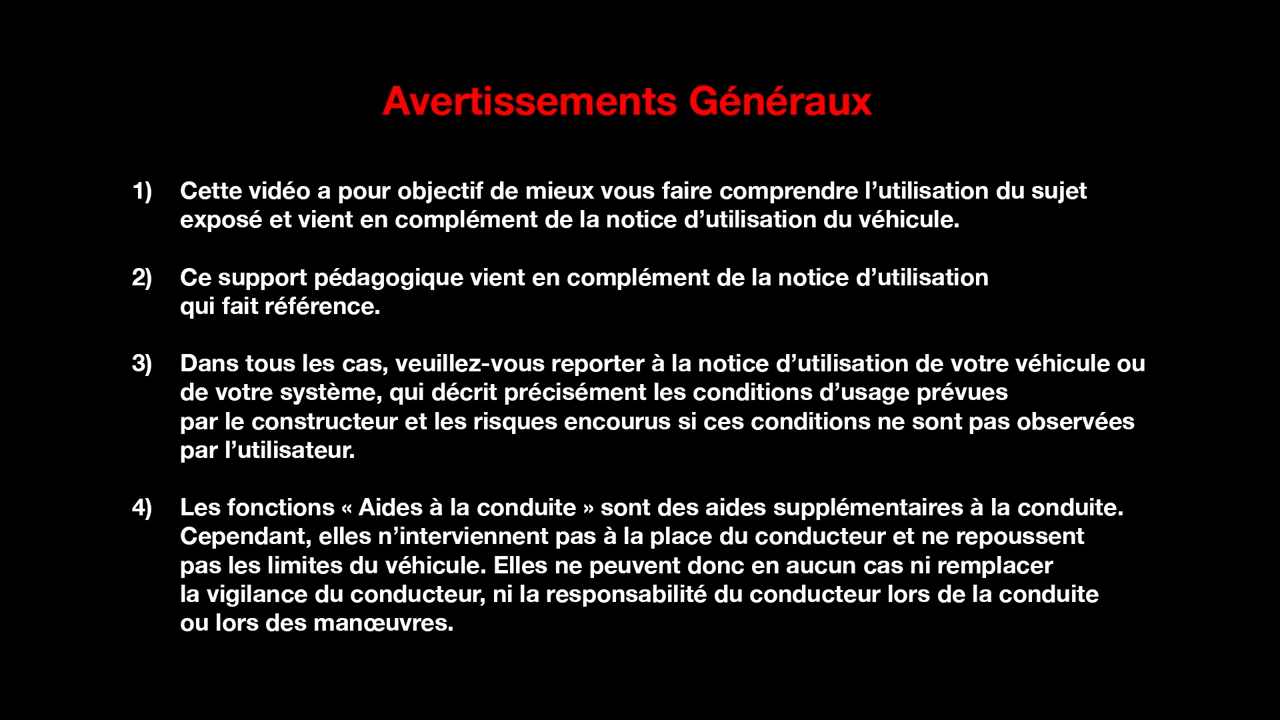 Avertissements Généraux
1) Cette vidéo a pour objectif de mieux vous faire comprendre l’utilisation du sujet
exposé et vient en complément de la notice d’utilisation du véhicule.
2) Ce support pédagogique vient en complément de la notice d’utilisation
qui fait référence.
3) Dans tous les cas, veuillez-vous reporter à la notice d’utilisation de votre véhicule ou
de votre système, qui décrit précisément les conditions d’usage prévues
par le constructeur et les risques encourus si ces conditions ne sont pas observées
par l’utilisateur.
4) Les fonctions « Aides à la conduite » sont des aides supplémentaires à la conduite.
Cependant, elles n’interviennent pas à la place du conducteur et ne repoussent
pas les limites du véhicule. Elles ne peuvent donc en aucun cas ni remplacer
la vigilance du conducteur, ni la responsabilité du conducteur lors de la conduite
ou lors des manœuvres.